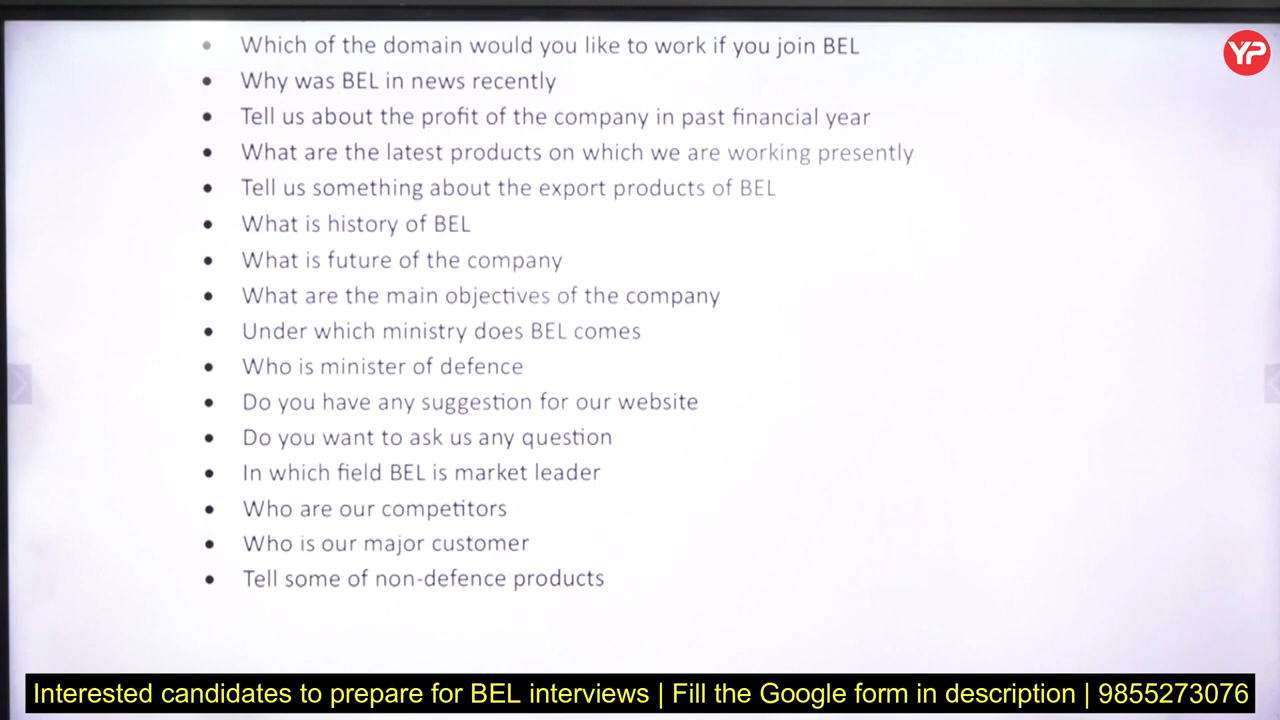 YP
• Which of the domain would you like to work if you join BEL
• Why was BEL in news recently
• Tell us about the profit of the company in past financial year
• What are the latest products on which we are working presently
• Tell us something about the export products of BEL
• What is history of BEL
• What is future of the company
• What are the main objectives of the company
• Under which ministry does BEL comes
• Who is minister of defence
• Do you have any suggestion for our website
• Do you want to ask us any question
• In which field BEL is market leader
• Who are our competitors
• Who is our major customer
• Tell some of non-defence products
Interested candidates to prepare for BEL interviews | Fill the Google form in description | 9855273076